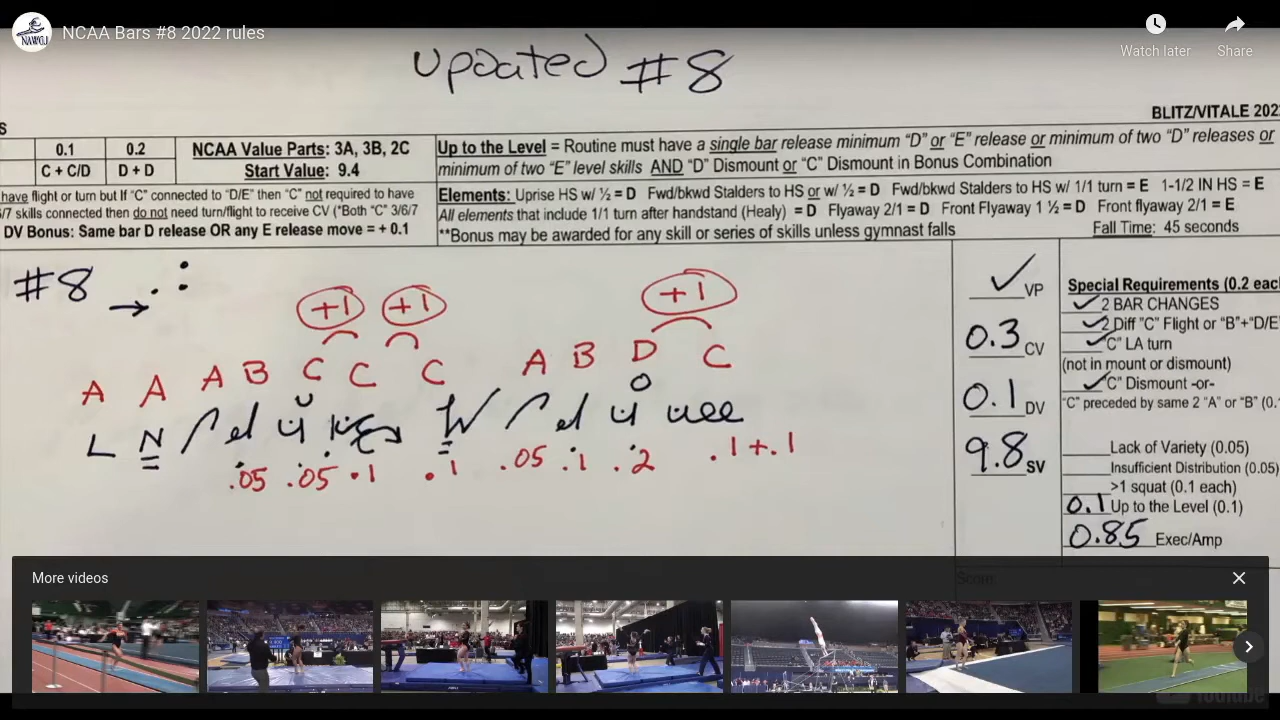 NAWGJ
NCAA Bars #8 2022 rules
Watch later
Share
updated #8
BLITZ/VITALE 202
S
0.1 0.2
C + C/D D + D
NCAA Value Parts: 3A, 3B, 2C
Start Value: 9.4
Up to the Level = Routine must have a single bar release minimum “D” or “E” release or minimum of two “D” releases or
minimum of two “E” level skills AND “D” Dismount or “C” Dismount in Bonus Combination
have flight or turn but If “C” connected to “D/E” then “C” not required to have
6/7 skills connected then do not need turn/flight to receive CV (“Both “C” 3/6/7
DV Bonus: Same bar D release OR any E release move = + 0.1
Elements: Uprise HS w/ ½ = D Fwd/bkwd Stalders to HS or w/ ½ = D Fwd/bkwd Stalders to HS w/ 1/1 turn = E 1-1/2 IN HS = E
All elements that include 1/1 turn after handstand (Healy) = D Flyaway 2/1 = D Front Flyaway 1 ½ = D Front flyaway 2/1 = E
**Bonus may be awarded for any skill or series of skills unless gymnast falls
Fall Time: 45 seconds
#8
+1 +1 +1
A A A B C C C A B D C
.05 .05 .1 .1 .05 .1 .2 .1+.1
VP
0.3 CV
0.1 DV
9.8 SV
Special Requirements (0.2 eac
2 BAR CHANGES
2 Diff “C” Flight or “B”+“D/E”
“C” LA turn
(not in mount or dismount)
“C” Dismount -or-
“C” preceded by same 2 “A” or “B” (0.
Lack of Variety (0.05)
Insufficient Distribution (0.05)
>1 squat (0.1 each)
0.1 Up to the Level (0.1)
0.85 Exec/Amp
Score:
More videos
YouTube